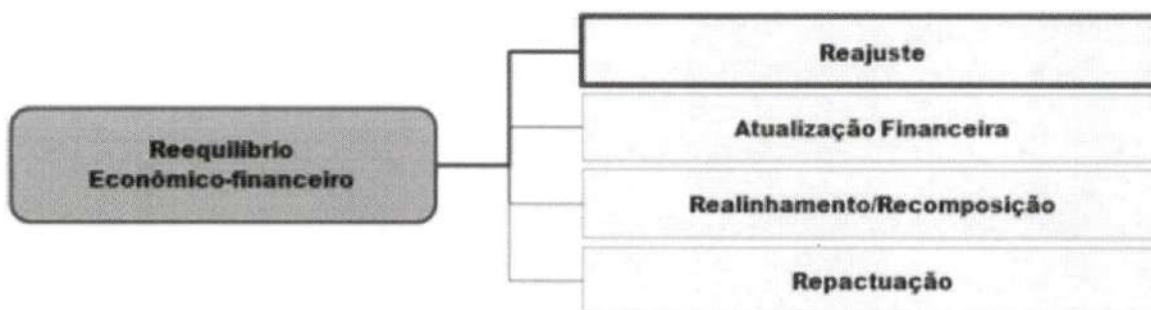 Reajuste
Reequilíbrio
Econômico-financeiro
Atualização Financeira
Realinhamento/Recomposição
Repactuação